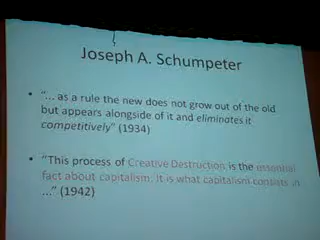 Joseph A. Schumpeter
• "... as a rule the new does not grow out of the old
but appears alongside of it and eliminates it
competitively" (1934)
• "This process of Creative Destruction is the essential
fact about capitalism. It is what capitalism consists in
..." (1942)